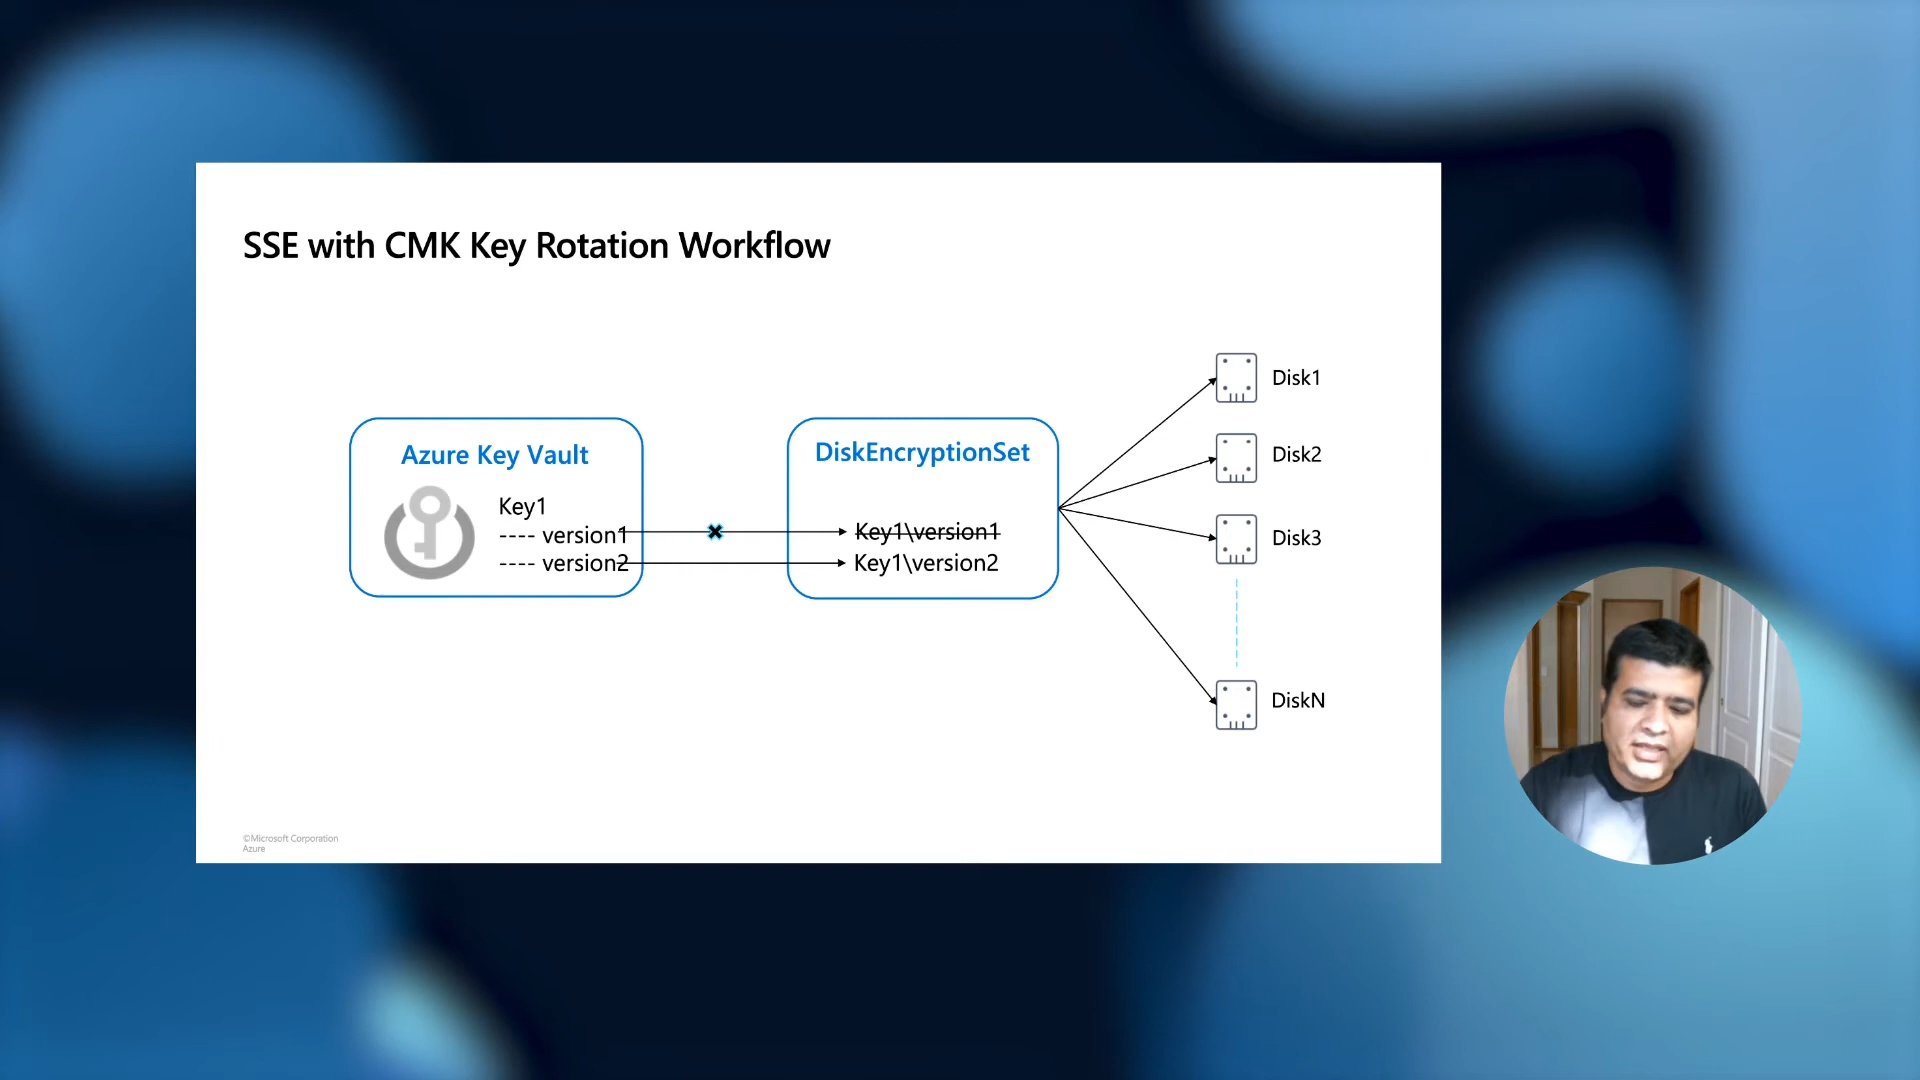 SSE with CMK Key Rotation Workflow
Azure Key Vault
Key1
---- version1
---- version2
DiskEncryptionSet
Key1\version1
Key1\version2
Disk1
Disk2
Disk3
DiskN
©Microsoft Corporation
Azure